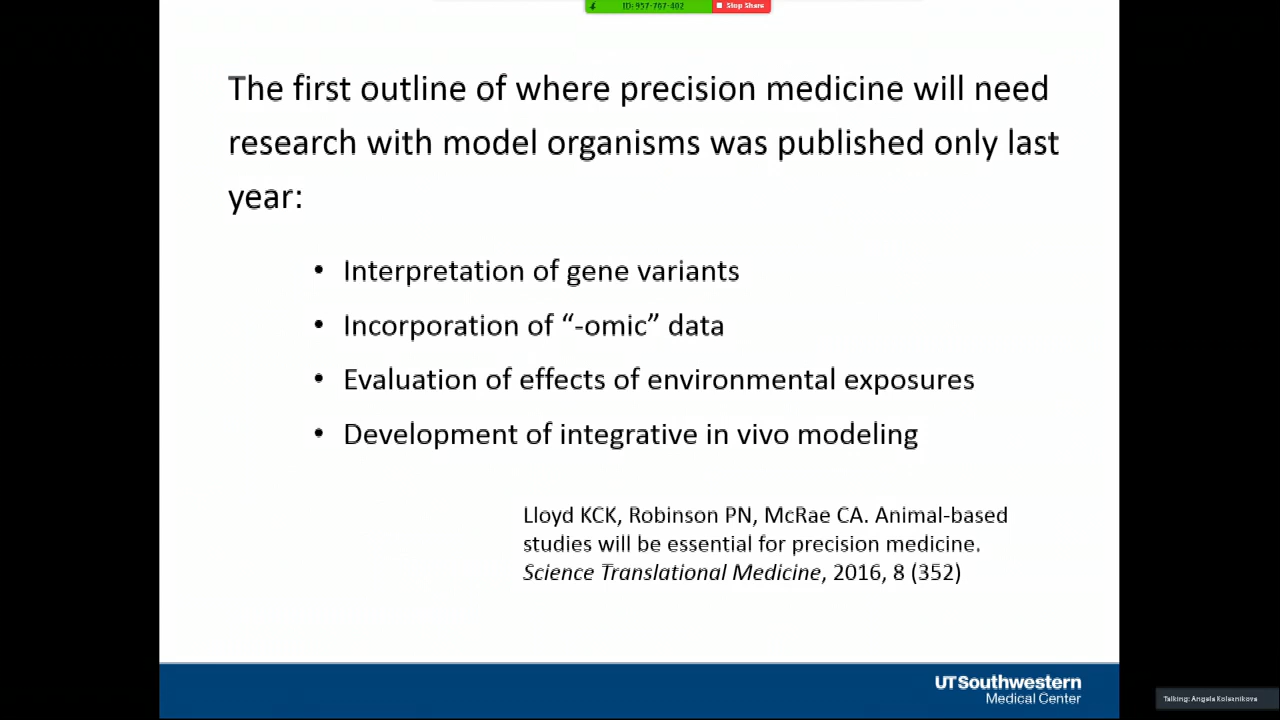 ID: 957-767-402
Stop Share
The first outline of where precision medicine will need
research with model organisms was published only last
year:
• Interpretation of gene variants
• Incorporation of “-omic” data
• Evaluation of effects of environmental exposures
• Development of integrative in vivo modeling
Lloyd KCK, Robinson PN, McRae CA. Animal-based
studies will be essential for precision medicine.
Science Translational Medicine, 2016, 8 (352)
UTSouthwestern
Medical Center
Talking: Angela Kolesnikova